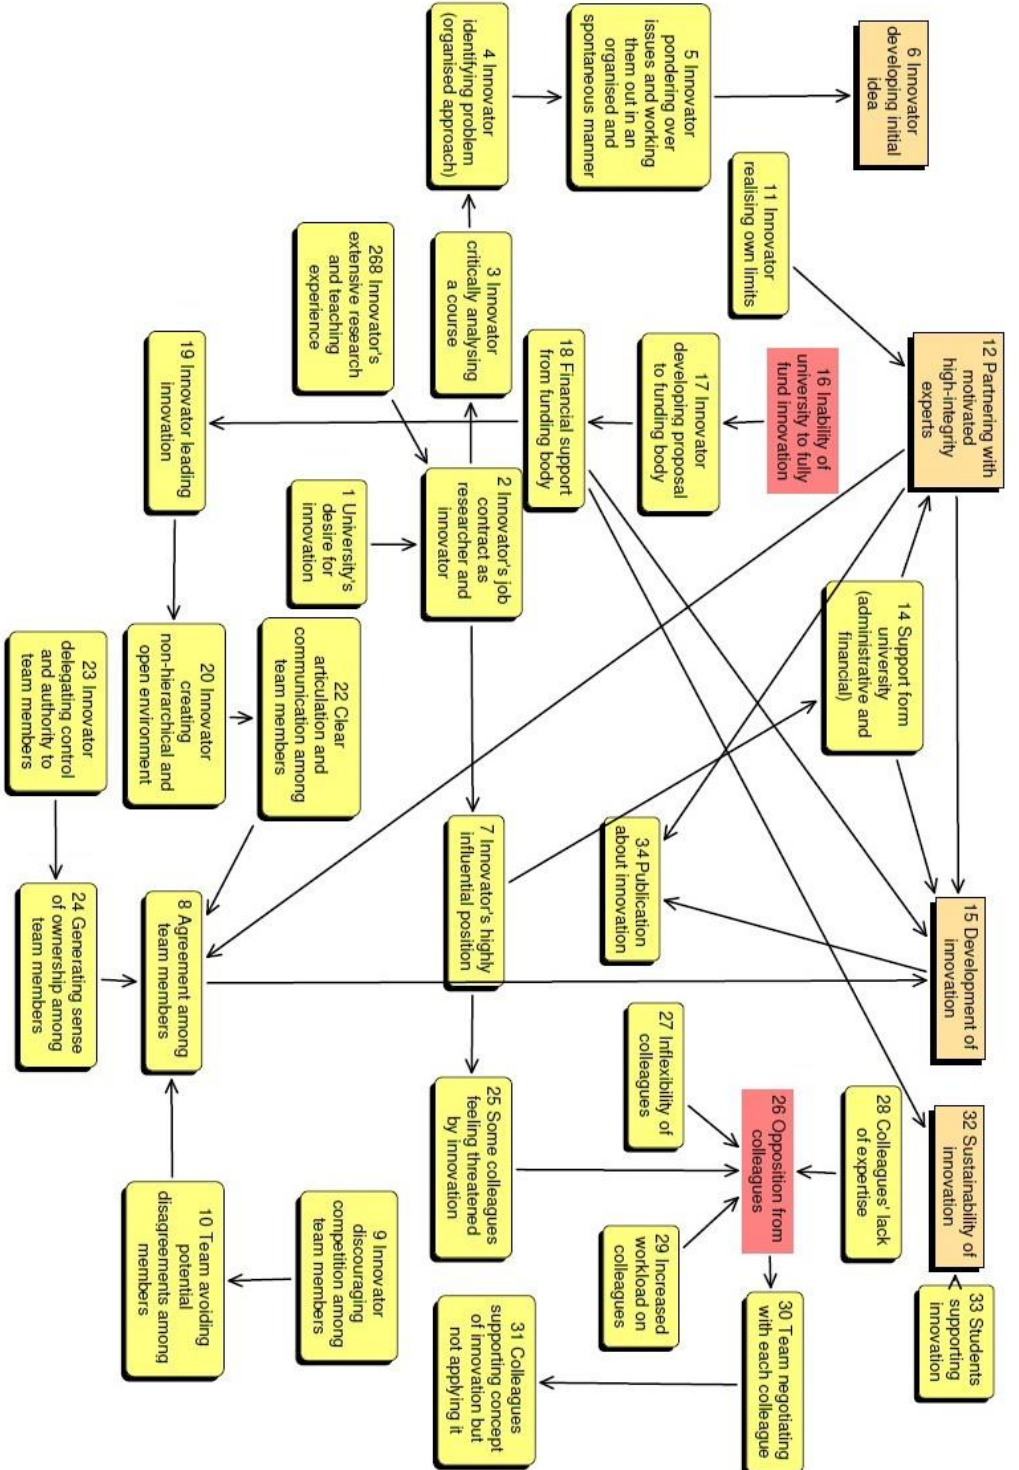 6 Innovator
developing initial
idea
5 Innovator
pondering over
issues and working
them out in an
organised and
spontaneous manner
4 Innovator
identifying problem
(organised approach)
11 Innovator
realising own limits
3 Innovator
critically analysing
a course
268 Innovator's
extensive research
and teaching
experience
12 Partnering with
motivated
high-integrity
experts
16 Inability of
university to fully
fund innovation
17 Innovator
developing proposal
to funding body
18 Financial support
from funding body
19 Innovator leading
innovation
2 Innovator's job
contract as
researcher and
innovator
1 University's
desire for
innovation
14 Support form
university
(administrative and
financial)
22 Clear
articulation and
communication among
team members
20 Innovator
creating
non-hierarchical and
open environment
23 Innovator
delegating control
and authority to
team members
15 Development of
innovation
34 Publication
about innovation
7 Innovator's highly
influential position
8 Agreement among
team members
24 Generating sense
of ownership among
team members
32 Sustainability of
innovation
28 Colleagues' lack
of expertise
26 Opposition from
colleagues
27 Inflexibility of
colleagues
25 Some colleagues
feeling threatened
by innovation
29 Increased
workload on
colleagues
9 Innovator
discouraging
competition among
team members
10 Team avoiding
potential
disagreements among
members
33 Students
supporting
innovation
30 Team negotiating
with each colleague
31 Colleagues
supporting concept
of innovation but
not applying it